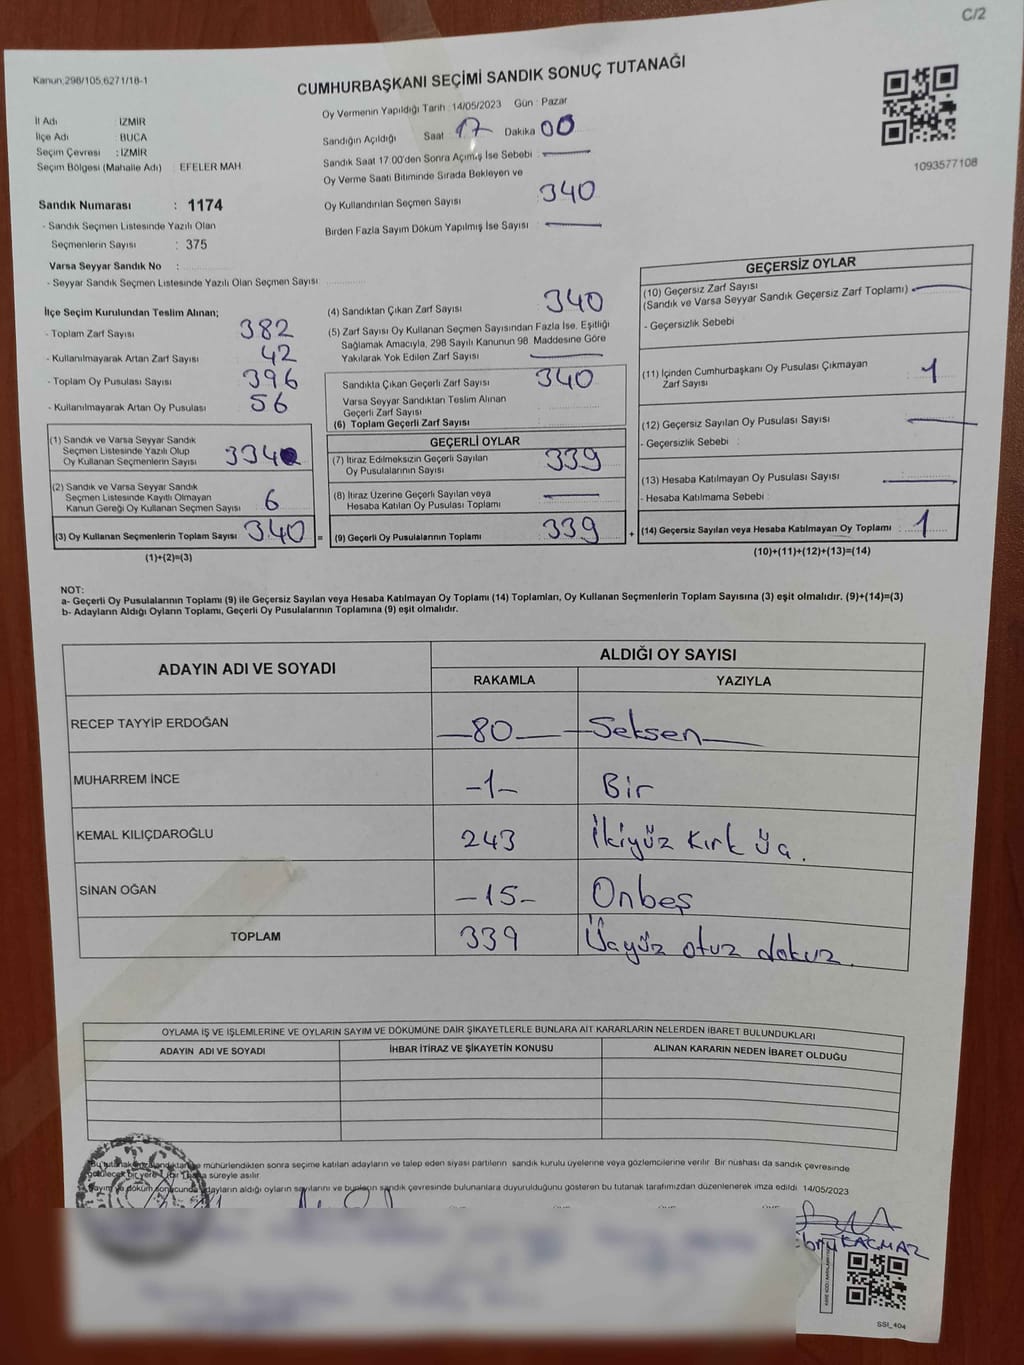 C/2
Kanun,298/105,6271/18-1
CUMHURBAŞKANI SEÇİMİ SANDIK SONUÇ TUTANAĞI
İl Adı : İZMİR
İlçe Adı : BUCA
Seçim Çevresi : İZMİR
Seçim Bölgesi (Mahalle Adı) EFELER MAH.
Oy Vermenin Yapıldığı Tarih : 14/05/2023 Gün : Pazar
Sandığın Açıldığı Saat 17 Dakika 00
Sandık Saat 17:00'den Sonra Açılmış İse Sebebi
Oy Verme Saati Bitiminde Sırada Bekleyen ve
Oy Kullandırılan Seçmen Sayısı 340
Birden Fazla Sayım Döküm Yapılmış İse Sayısı
1093577108
Sandık Numarası : 1174
- Sandık Seçmen Listesinde Yazılı Olan
Seçmenlerin Sayısı : 375
Varsa Seyyar Sandık No :
- Seyyar Sandık Seçmen Listesinde Yazılı Olan Seçmen Sayısı
İlçe Seçim Kurulundan Teslim Alınan;
- Toplam Zarf Sayısı 382
- Kullanılmayarak Artan Zarf Sayısı 42
- Toplam Oy Pusulası Sayısı 396
- Kullanılmayarak Artan Oy Pusulası 56
(1) Sandık ve Varsa Seyyar Sandık
Seçmen Listesinde Yazılı Olup
Oy Kullanan Seçmenlerin Sayısı 334
(2) Sandık ve Varsa Seyyar Sandık
Seçmen Listesinde Kayıtlı Olmayan
Kanun Gereği Oy Kullanan Seçmen Sayısı 6
(3) Oy Kullanan Seçmenlerin Toplam Sayısı 340 =
(1)+(2)=(3)
(4) Sandıktan Çıkan Zarf Sayısı 340
(5) Zarf Sayısı Oy Kullanan Seçmen Sayısından Fazla İse, Eşitliği
Sağlamak Amacıyla, 298 Sayılı Kanunun 98. Maddesine Göre
Yakılarak Yok Edilen Zarf Sayısı
Sandıkta Çıkan Geçerli Zarf Sayısı 340
Varsa Seyyar Sandıktan Teslim Alınan
Geçerli Zarf Sayısı
(6) Toplam Geçerli Zarf Sayısı
GEÇERLİ OYLAR
(7) İtiraz Edilmeksizin Geçerli Sayılan
Oy Pusulalarının Sayısı 339
(8) İtiraz Üzerine Geçerli Sayılan veya
Hesaba Katılan Oy Pusulası Toplamı
(9) Geçerli Oy Pusulalarının Toplamı 339 +
GEÇERSİZ OYLAR
(10) Geçersiz Zarf Sayısı
(Sandık ve Varsa Seyyar Sandık Geçersiz Zarf Toplamı)
- Geçersizlik Sebebi
(11) İçinden Cumhurbaşkanı Oy Pusulası Çıkmayan
Zarf Sayısı 1
(12) Geçersiz Sayılan Oy Pusulası Sayısı
- Geçersizlik Sebebi :
(13) Hesaba Katılmayan Oy Pusulası Sayısı
- Hesaba Katılmama Sebebi :
(14) Geçersiz Sayılan veya Hesaba Katılmayan Oy Toplamı 1
(10)+(11)+(12)+(13)=(14)
NOT:
a- Geçerli Oy Pusulalarının Toplamı (9) ile Geçersiz Sayılan veya Hesaba Katılmayan Oy Toplamı (14) Toplamları, Oy Kullanan Seçmenlerin Toplam Sayısına (3) eşit olmalıdır. (9)+(14)=(3)
b- Adayların Aldığı Oyların Toplamı, Geçerli Oy Pusulalarının Toplamına (9) eşit olmalıdır.
ADAYIN ADI VE SOYADI
ALDIĞI OY SAYISI
RAKAMLA YAZIYLA
RECEP TAYYİP ERDOĞAN -80- -Seksen-
MUHARREM İNCE -1- Bir
KEMAL KILIÇDAROĞLU 243 İkiyüz Kırk Üç.
SİNAN OĞAN -15- Onbeş
TOPLAM 339 Üçyüz otuz dokuz.
OYLAMA İŞ VE İŞLEMLERİNE VE OYLARIN SAYIM VE DÖKÜMÜNE DAİR ŞİKAYETLERLE BUNLARA AİT KARARLARIN NELERDEN İBARET BULUNDUKLARI
ADAYIN ADI VE SOYADI İHBAR İTİRAZ VE ŞİKAYETİN KONUSU ALINAN KARARIN NEDEN İBARET OLDUĞU
Bu tutanak mühürlendikten sonra seçime katılan adayların ve talep eden siyasi partilerin sandık kurulu üyelerine veya gözlemcilerine verilir. Bir nüshası da sandık çevresinde
süreyle asılır.
adayların aldığı oyların sayılarını ve bunların sandık çevresinde bulunanlara duyurulduğunu gösteren bu tutanak tarafımızdan düzenlenerek imza edildi. 14/05/2023
KAÇMAZ
SSI_404